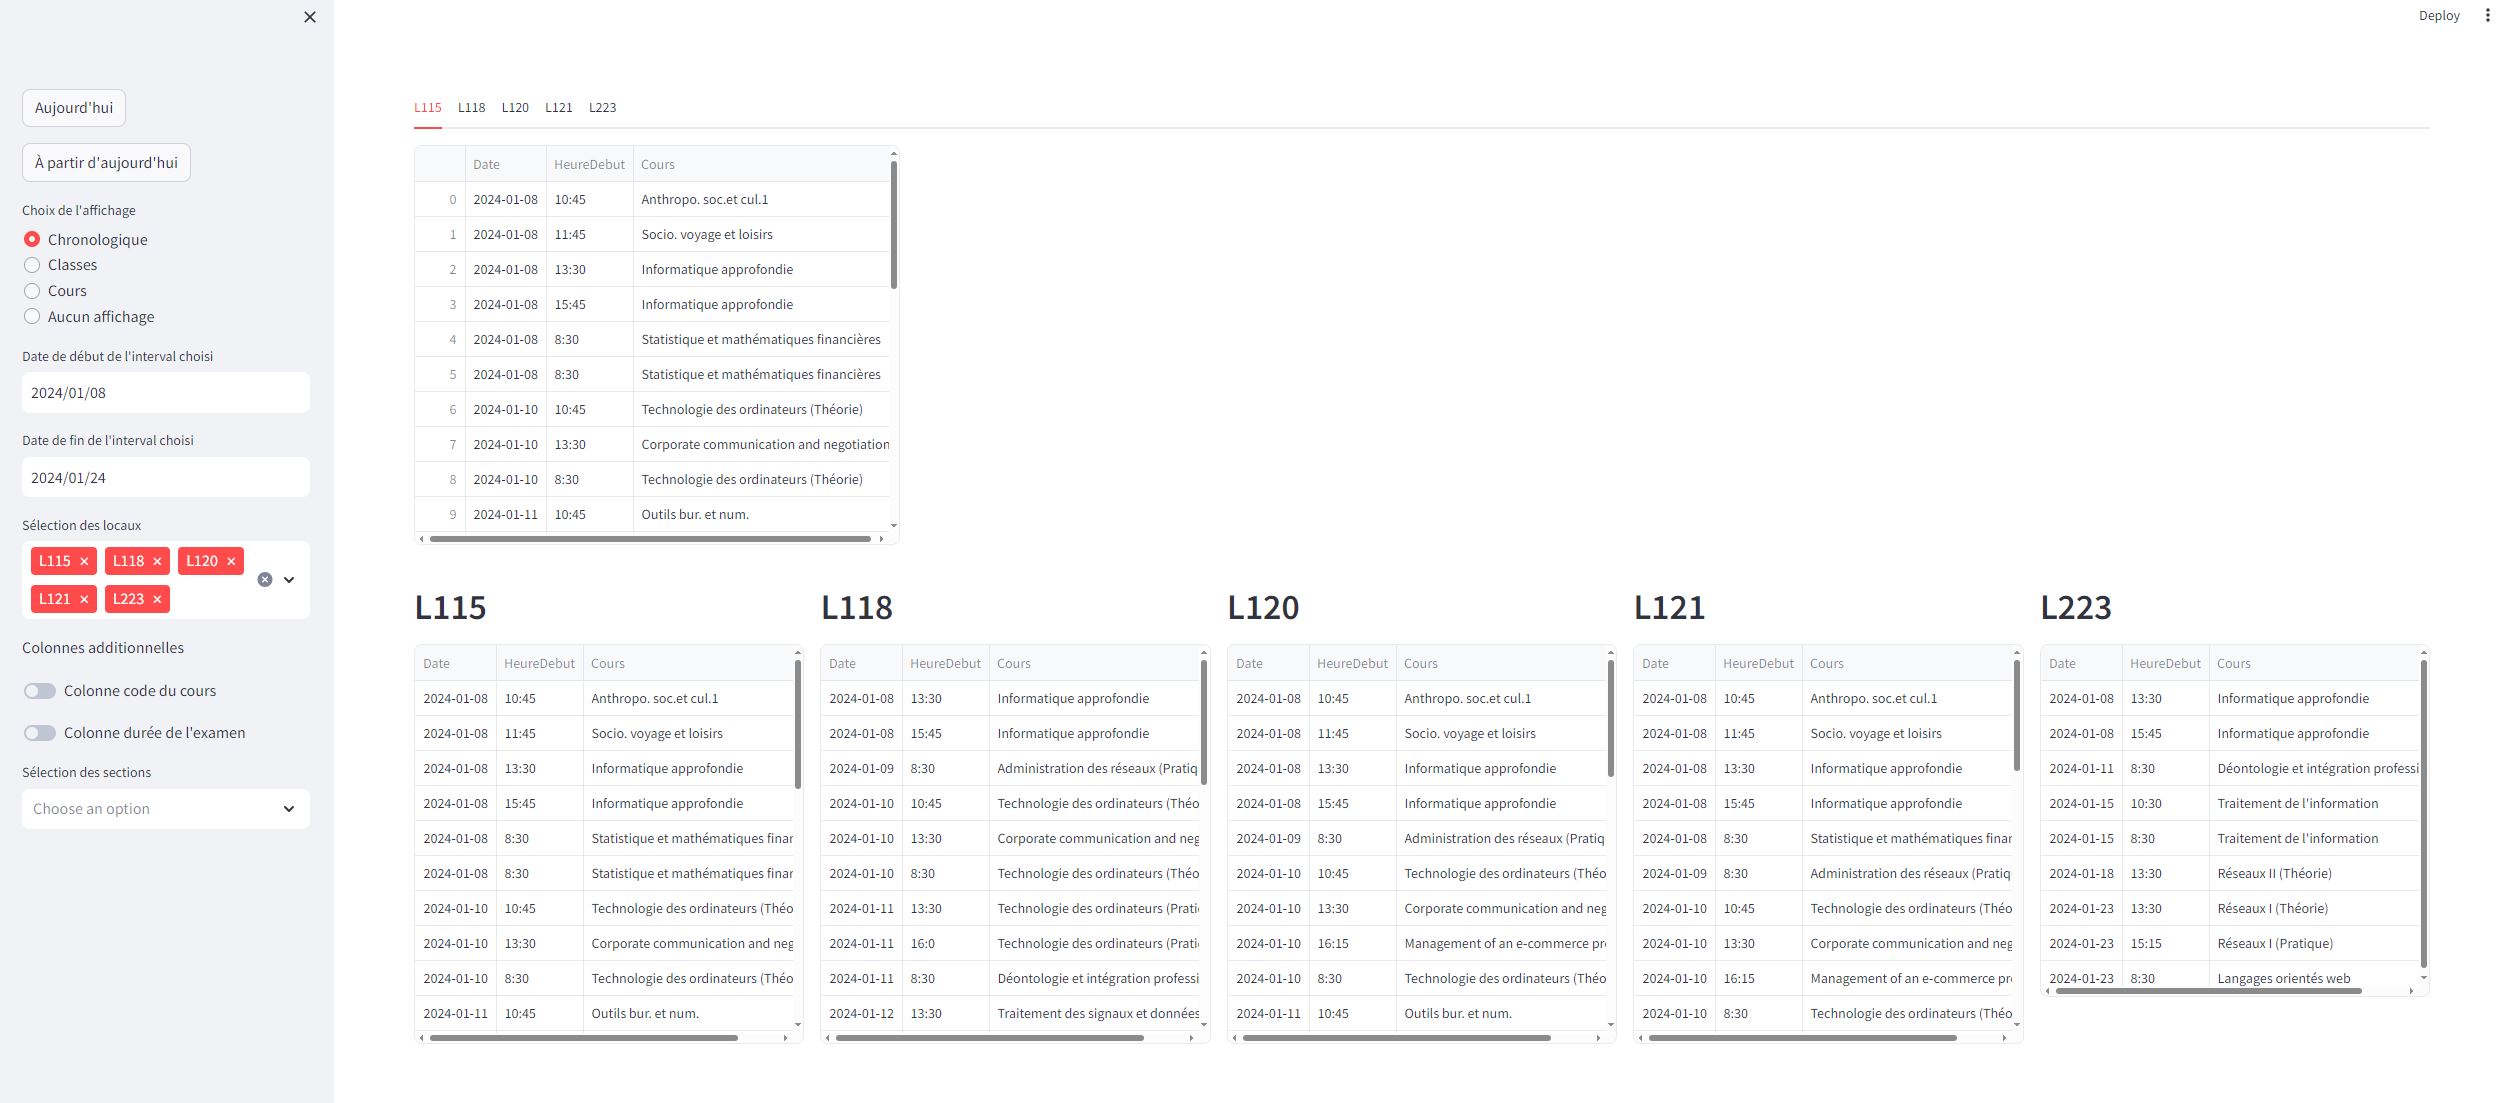 Deploy
Aujourd'hui
À partir d'aujourd'hui
Choix de l'affichage
Chronologique
Classes
Cours
Aucun affichage
Date de début de l'interval choisi
2024/01/08
Date de fin de l'interval choisi
2024/01/24
Sélection des locaux
L115 × L118 × L120 ×
L121 × L223 ×
Colonnes additionnelles
Colonne code du cours
Colonne durée de l'examen
Sélection des sections
Choose an option
L115 L118 L120 L121 L223
Date HeureDebut Cours
0 2024-01-08 10:45 Anthropo. soc.et cul.1
1 2024-01-08 11:45 Socio. voyage et loisirs
2 2024-01-08 13:30 Informatique approfondie
3 2024-01-08 15:45 Informatique approfondie
4 2024-01-08 8:30 Statistique et mathématiques financières
5 2024-01-08 8:30 Statistique et mathématiques financières
6 2024-01-10 10:45 Technologie des ordinateurs (Théorie)
7 2024-01-10 13:30 Corporate communication and negotiation
8 2024-01-10 8:30 Technologie des ordinateurs (Théorie)
9 2024-01-11 10:45 Outils bur. et num.
L115
Date HeureDebut Cours
2024-01-08 10:45 Anthropo. soc.et cul.1
2024-01-08 11:45 Socio. voyage et loisirs
2024-01-08 13:30 Informatique approfondie
2024-01-08 15:45 Informatique approfondie
2024-01-08 8:30 Statistique et mathématiques finar
2024-01-08 8:30 Statistique et mathématiques finar
2024-01-10 10:45 Technologie des ordinateurs (Théo
2024-01-10 13:30 Corporate communication and neg
2024-01-10 8:30 Technologie des ordinateurs (Théo
2024-01-11 10:45 Outils bur. et num.
L118
Date HeureDebut Cours
2024-01-08 13:30 Informatique approfondie
2024-01-08 15:45 Informatique approfondie
2024-01-09 8:30 Administration des réseaux (Pratiq
2024-01-10 10:45 Technologie des ordinateurs (Théo
2024-01-10 13:30 Corporate communication and neg
2024-01-10 8:30 Technologie des ordinateurs (Théo
2024-01-11 13:30 Technologie des ordinateurs (Prati
2024-01-11 16:0 Technologie des ordinateurs (Prati
2024-01-11 8:30 Déontologie et intégration professi
2024-01-12 13:30 Traitement des signaux et données
L120
Date HeureDebut Cours
2024-01-08 10:45 Anthropo. soc.et cul.1
2024-01-08 11:45 Socio. voyage et loisirs
2024-01-08 13:30 Informatique approfondie
2024-01-08 15:45 Informatique approfondie
2024-01-09 8:30 Administration des réseaux (Pratiq
2024-01-10 10:45 Technologie des ordinateurs (Théo
2024-01-10 13:30 Corporate communication and neg
2024-01-10 16:15 Management of an e-commerce pr
2024-01-10 8:30 Technologie des ordinateurs (Théo
2024-01-11 10:45 Outils bur. et num.
L121
Date HeureDebut Cours
2024-01-08 10:45 Anthropo. soc.et cul.1
2024-01-08 11:45 Socio. voyage et loisirs
2024-01-08 13:30 Informatique approfondie
2024-01-08 15:45 Informatique approfondie
2024-01-08 8:30 Statistique et mathématiques finar
2024-01-09 8:30 Administration des réseaux (Pratiq
2024-01-10 10:45 Technologie des ordinateurs (Théo
2024-01-10 13:30 Corporate communication and neg
2024-01-10 16:15 Management of an e-commerce pr
2024-01-10 8:30 Technologie des ordinateurs (Théo
L223
Date HeureDebut Cours
2024-01-08 13:30 Informatique approfondie
2024-01-08 15:45 Informatique approfondie
2024-01-11 8:30 Déontologie et intégration professi
2024-01-15 10:30 Traitement de l'information
2024-01-15 8:30 Traitement de l'information
2024-01-18 13:30 Réseaux II (Théorie)
2024-01-23 13:30 Réseaux I (Théorie)
2024-01-23 15:15 Réseaux I (Pratique)
2024-01-23 8:30 Langages orientés web